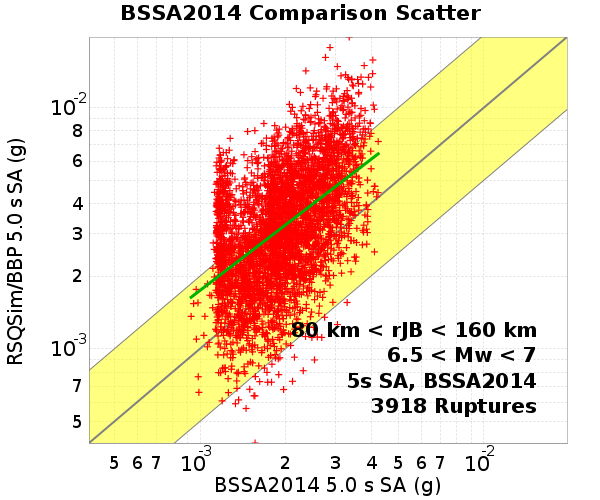 BSSA2014 Comparison Scatter
RSQSim/BBP 5.0 s SA (g)
10-2
8
6
4
3
2
10-3
7
5
80 km < rJB < 160 km
6.5 < Mw < 7
5s SA, BSSA2014
3918 Ruptures
5 6 7 10-3 2 3 4 5 6 7 10-2
BSSA2014 5.0 s SA (g)